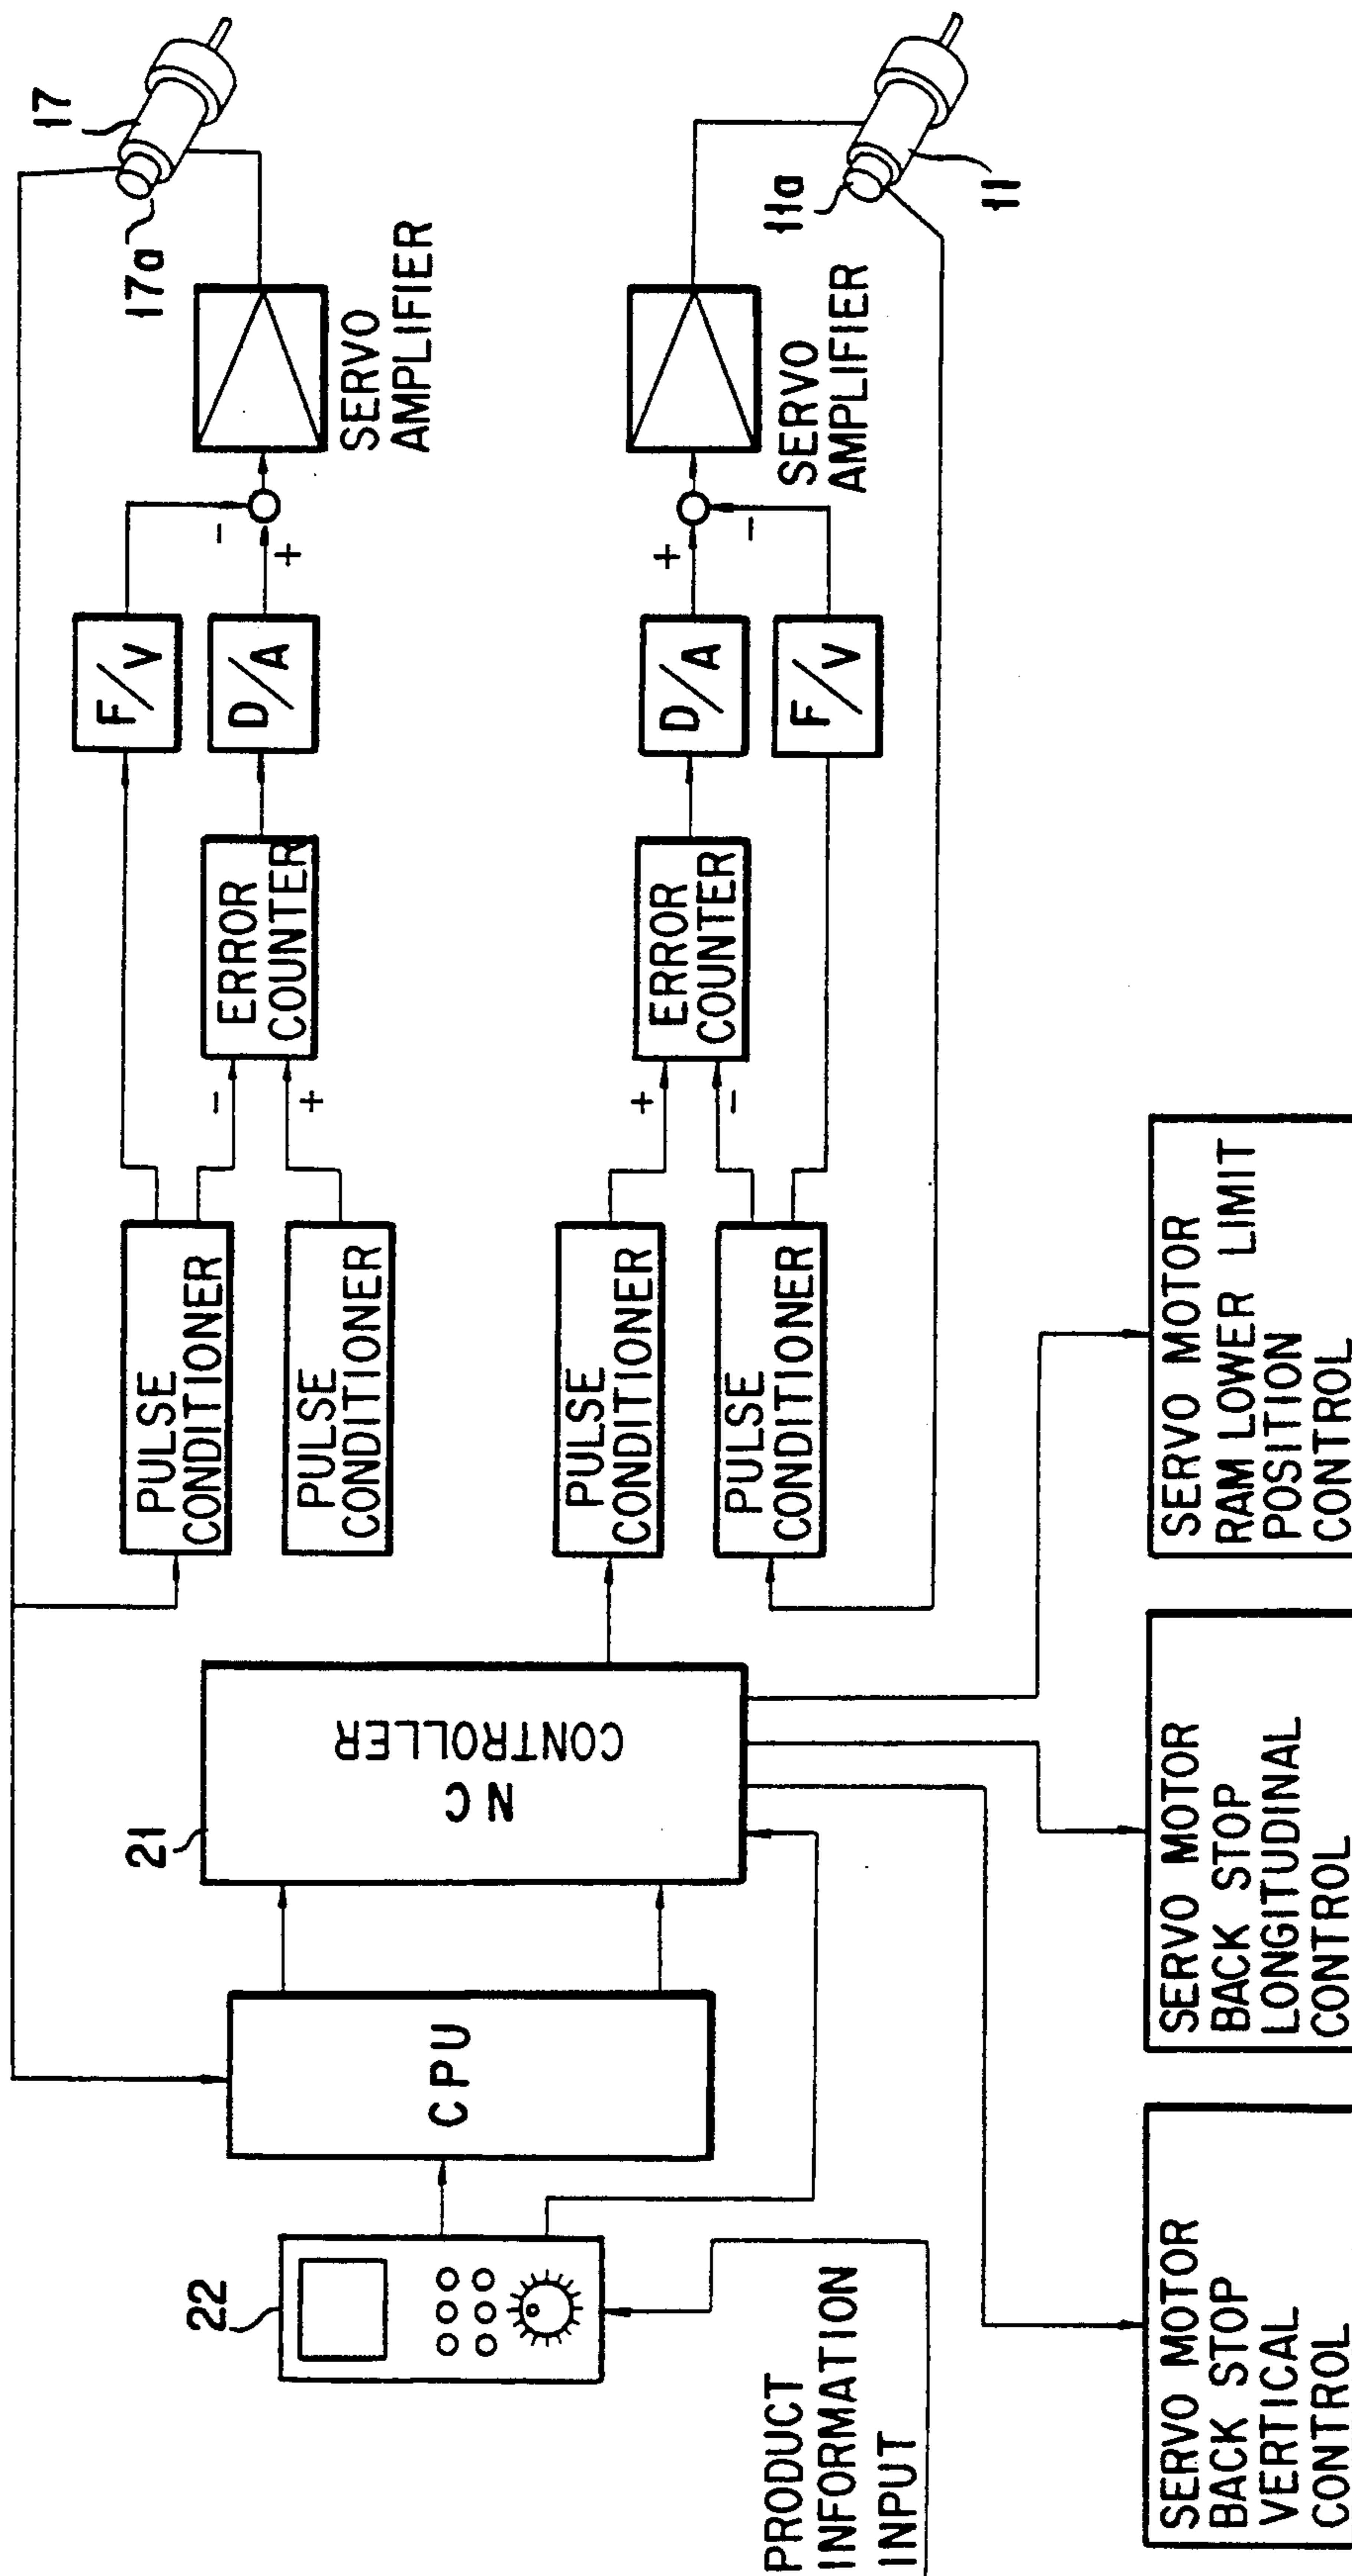 17
17a
SERVO
AMPLIFIER
F/V
D/A
-
+
ERROR
COUNTER
-
+
PULSE
CONDITIONER
PULSE
CONDITIONER
11a
11
SERVO
AMPLIFIER
D/A
F/V
+
-
ERROR
COUNTER
+
-
PULSE
CONDITIONER
PULSE
CONDITIONER
21
NC
CONTROLLER
CPU
22
PRODUCT
INFORMATION
INPUT
SERVO MOTOR
BACK STOP
VERTICAL
CONTROL
SERVO MOTOR
BACK STOP
LONGITUDINAL
CONTROL
SERVO MOTOR
RAM LOWER LIMIT
POSITION
CONTROL